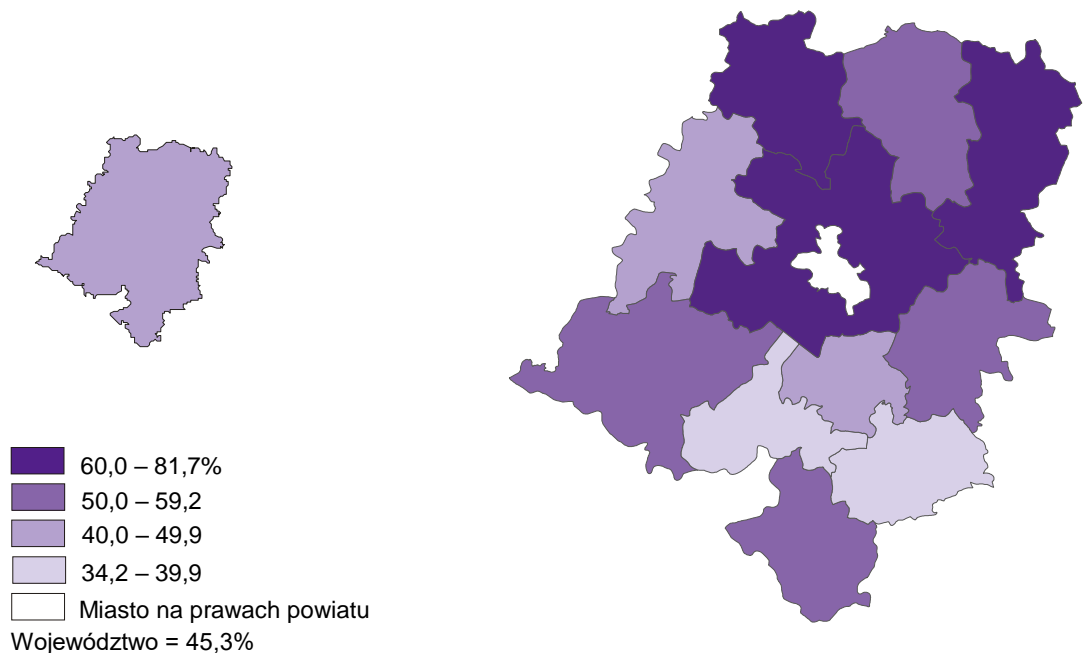 60,0 – 81,7%
50,0 – 59,2
40,0 – 49,9
34,2 – 39,9
Miasto na prawach powiatu
Województwo = 45,3%